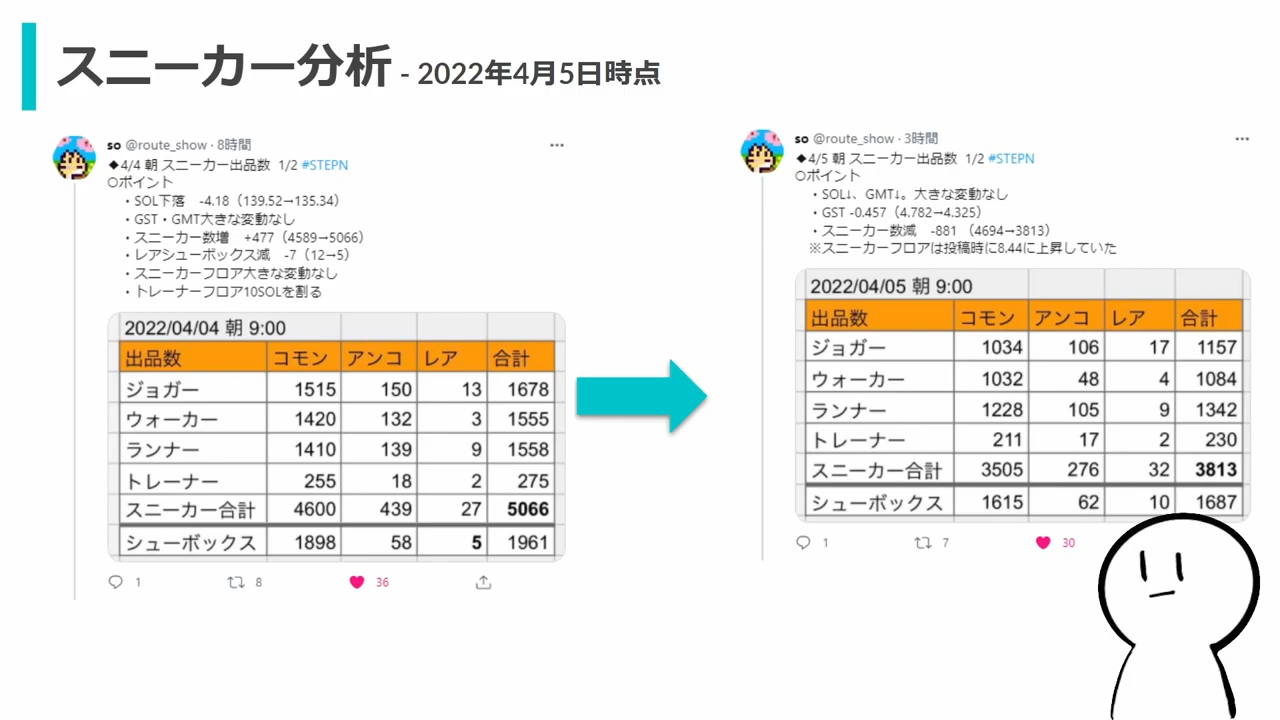 スニーカー分析 - 2022年4月5日時点
so @route_show · 8時間
◆4/4 朝 スニーカー出品数 1/2 #STEPN
○ポイント
・SOL下落 -4.18（139.52→135.34）
・GST・GMT大きな変動なし
・スニーカー数増 +477（4589→5066）
・レアシューボックス減 -7（12→5）
・スニーカーフロア大きな変動なし
・トレーナーフロア10SOLを割る
2022/04/04 朝 9:00
出品数 コモン アンコ レア 合計
ジョガー 1515 150 13 1678
ウォーカー 1420 132 3 1555
ランナー 1410 139 9 1558
トレーナー 255 18 2 275
スニーカー合計 4600 439 27 5066
シューボックス 1898 58 5 1961
1 8 36
so @route_show · 3時間
◆4/5 朝 スニーカー出品数 1/2 #STEPN
○ポイント
・SOL↓、GMT↓。大きな変動なし
・GST -0.457（4.782→4.325）
・スニーカー数減 -881 （4694→3813）
※スニーカーフロアは投稿時に8.44に上昇していた
2022/04/05 朝 9:00
出品数 コモン アンコ レア 合計
ジョガー 1034 106 17 1157
ウォーカー 1032 48 4 1084
ランナー 1228 105 9 1342
トレーナー 211 17 2 230
スニーカー合計 3505 276 32 3813
シューボックス 1615 62 10 1687
1 7 30